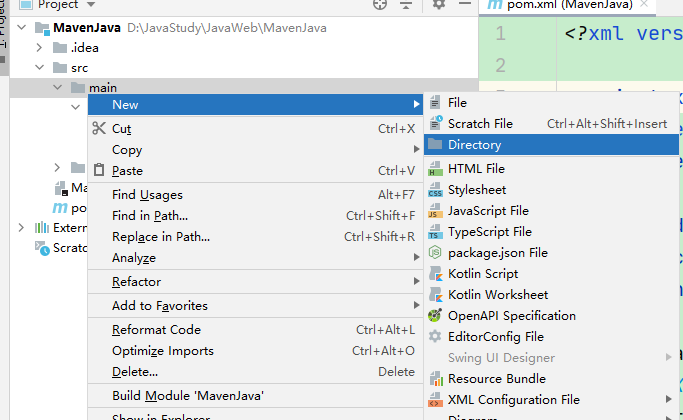 Project
pom.xml (MavenJava)
MavenJava D:\JavaStudy\JavaWeb\MavenJava
.idea
src
main
1 <?xml vers
2
New
Cut Ctrl+X
Copy
Paste Ctrl+V
Find Usages Alt+F7
Find in Path... Ctrl+Shift+F
Replace in Path... Ctrl+Shift+R
Analyze
Refactor
Add to Favorites
Reformat Code Ctrl+Alt+L
Optimize Imports Ctrl+Alt+O
Delete... Delete
Build Module 'MavenJava'
Show in Explorer
File
Scratch File Ctrl+Alt+Shift+Insert
Directory
HTML File
Stylesheet
JavaScript File
TypeScript File
package.json File
Kotlin Script
Kotlin Worksheet
OpenAPI Specification
EditorConfig File
Swing UI Designer
Resource Bundle
XML Configuration File
Diagram
Ma
po
Extern
Scratc